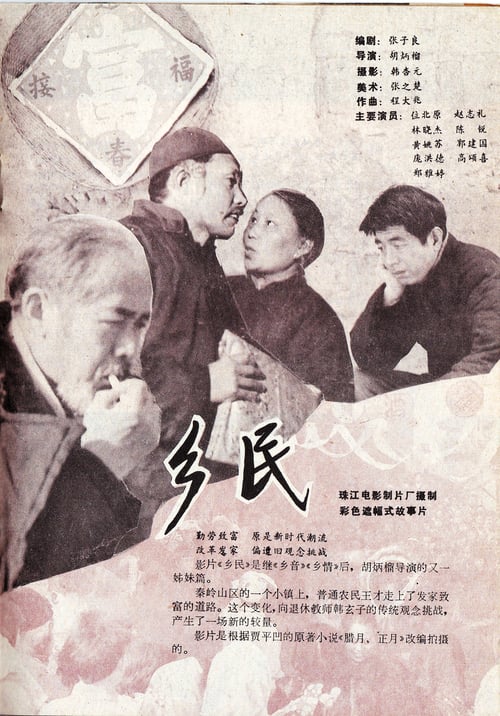 接
福
富
春
编剧：张子良
导演：胡炳榴
摄影：韩杏元
美术：张之楚
作曲：程大兆
主要演员：位北原 赵志礼
林晓杰 陈锐
黄姚苏 郭建国
庞洪德 高颂喜
郑雅婷
乡民
珠江电影制片厂摄制
彩色遮幅式故事片
勤劳致富 原是新时代潮流
改革发家 偏遭旧观念挑战
影片《乡民》是继《乡音》《乡情》后，胡炳榴导演的又一
姊妹篇。
秦岭山区的一个小镇上，普通农民王才走上了发家致
富的道路。这个变化，向退休教师韩玄子的传统观念挑战，
产生了一场新的较量。
影片是根据贾平凹的原著小说《腊月、正月》改编拍摄
的。